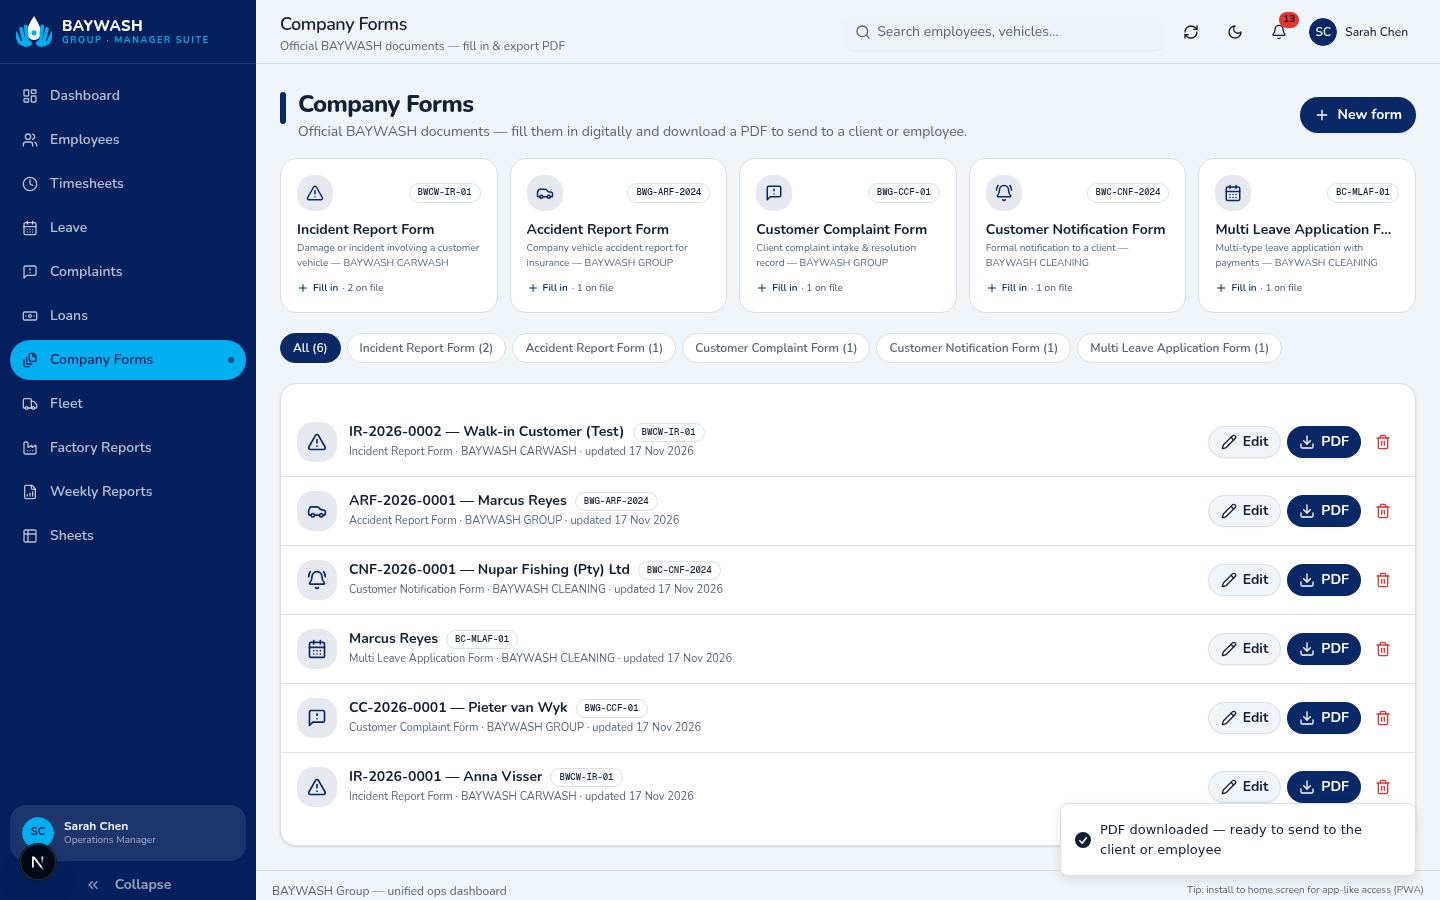 BAYWASH
GROUP · MANAGER SUITE
Company Forms
Official BAYWASH documents — fill in & export PDF
Search employees, vehicles...
13
SC
Sarah Chen
Dashboard
Employees
Timesheets
Leave
Complaints
Loans
Company Forms
Fleet
Factory Reports
Weekly Reports
Sheets
SC
Sarah Chen
Operations Manager
N
Collapse
Company Forms
Official BAYWASH documents — fill them in digitally and download a PDF to send to a client or employee.
New form
BWCW-IR-01
Incident Report Form
Damage or incident involving a customer
vehicle — BAYWASH CARWASH
Fill in · 2 on file
BWG-ARF-2024
Accident Report Form
Company vehicle accident report for
insurance — BAYWASH GROUP
Fill in · 1 on file
BWG-CCF-01
Customer Complaint Form
Client complaint intake & resolution
record — BAYWASH GROUP
Fill in · 1 on file
BWC-CNF-2024
Customer Notification Form
Formal notification to a client —
BAYWASH CLEANING
Fill in · 1 on file
BC-MLAF-01
Multi Leave Application F...
Multi-type leave application with
payments — BAYWASH CLEANING
Fill in · 1 on file
All (6)
Incident Report Form (2)
Accident Report Form (1)
Customer Complaint Form (1)
Customer Notification Form (1)
Multi Leave Application Form (1)
IR-2026-0002 — Walk-in Customer (Test) BWCW-IR-01
Incident Report Form · BAYWASH CARWASH · updated 17 Nov 2026
Edit
PDF
ARF-2026-0001 — Marcus Reyes BWG-ARF-2024
Accident Report Form · BAYWASH GROUP · updated 17 Nov 2026
Edit
PDF
CNF-2026-0001 — Nupar Fishing (Pty) Ltd BWC-CNF-2024
Customer Notification Form · BAYWASH CLEANING · updated 17 Nov 2026
Edit
PDF
Marcus Reyes BC-MLAF-01
Multi Leave Application Form · BAYWASH CLEANING · updated 17 Nov 2026
Edit
PDF
CC-2026-0001 — Pieter van Wyk BWG-CCF-01
Customer Complaint Form · BAYWASH GROUP · updated 17 Nov 2026
Edit
PDF
IR-2026-0001 — Anna Visser BWCW-IR-01
Incident Report Form · BAYWASH CARWASH · updated 17 Nov 2026
Edit
PDF
PDF downloaded — ready to send to the
client or employee
BAYWASH Group — unified ops dashboard
Tip: install to home screen for app-like access (PWA)